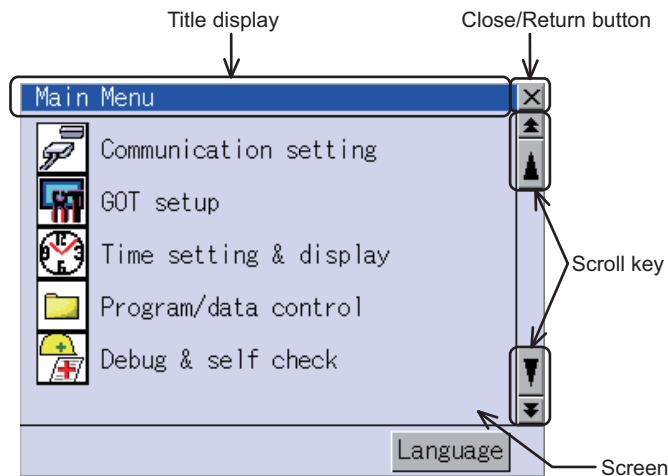 Title display
Close/Return button
Main Menu
Communication setting
GOT setup
Time setting & display
Scroll key
Program/data control
Debug & self check
Language
Screen